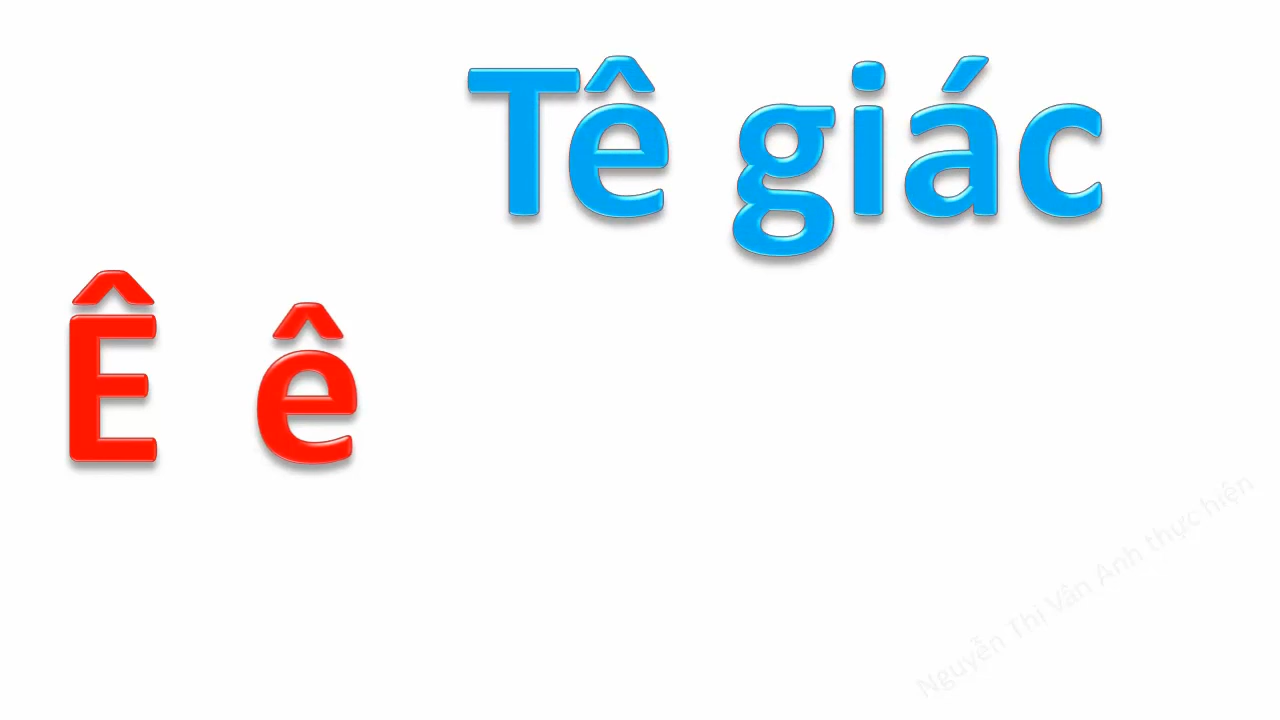 Tê giác
Ê ê
Nguyễn Thị Vân Anh thực hiện